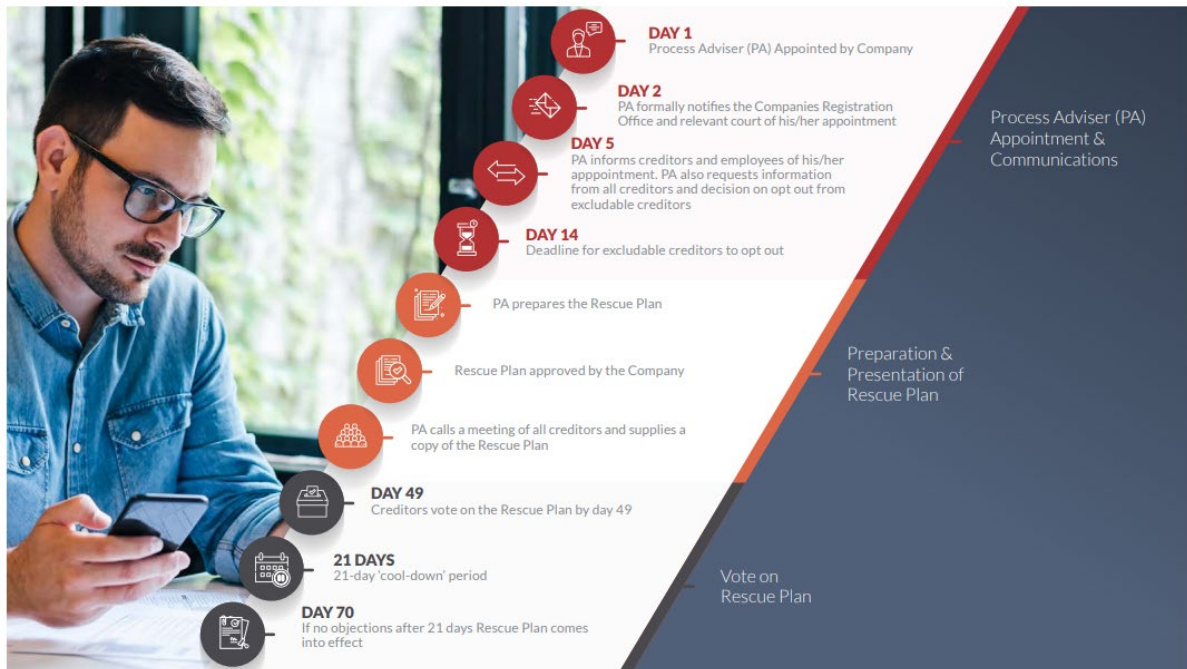 DAY 1
Process Adviser (PA) Appointed by Company
DAY 2
PA formally notifies the Companies Registration
Office and relevant court of his/her appointment
DAY 5
PA informs creditors and employees of his/her
apppointment. PA also requests information
from all creditors and decision on opt out from
excludable creditors
DAY 14
Deadline for excludable creditors to opt out
PA prepares the Rescue Plan
Rescue Plan approved by the Company
PA calls a meeting of all creditors and supplies a
copy of the Rescue Plan
DAY 49
Creditors vote on the Rescue Plan by day 49
21 DAYS
21-day 'cool-down' period
DAY 70
If no objections after 21 days Rescue Plan comes
into effect
Process Adviser (PA)
Appointment &
Communications
Preparation &
Presentation of
Rescue Plan
Vote on
Rescue Plan